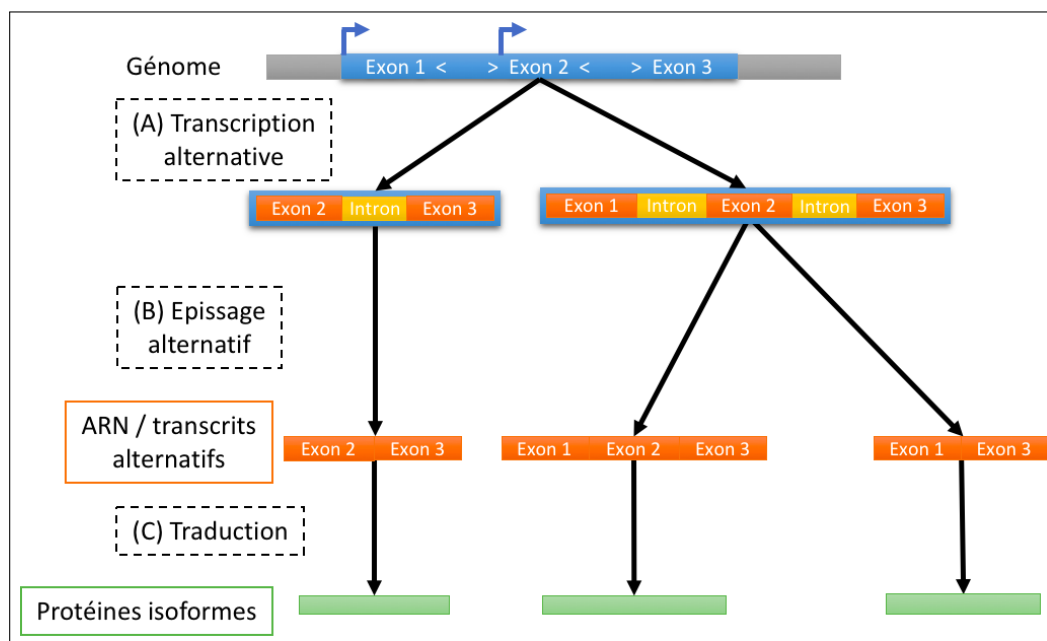 Génome
Exon 1 < > Exon 2 < > Exon 3
(A) Transcription
alternative
Exon 2 Intron Exon 3
Exon 1 Intron Exon 2 Intron Exon 3
(B) Epissage
alternatif
ARN / transcrits
alternatifs
Exon 2 Exon 3
Exon 1 Exon 2 Exon 3
Exon 1 Exon 3
(C) Traduction
Protéines isoformes